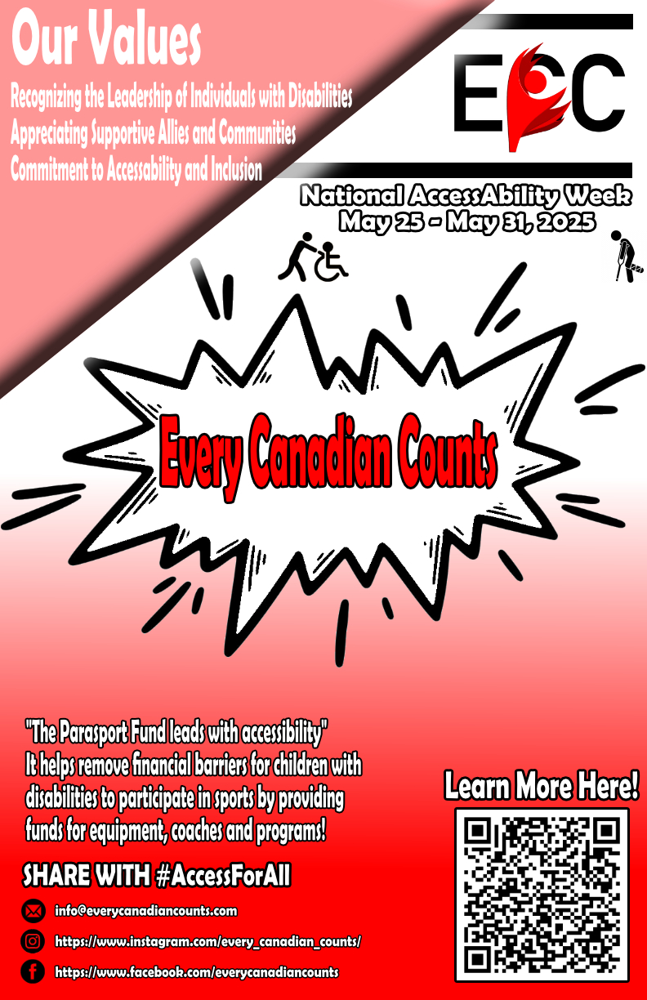 Our Values
Recognizing the Leadership of Individuals with Disabilities
Appreciating Supportive Allies and Communities
Commitment to Accessability and Inclusion
ECC
National AccessAbility Week
May 25 - May 31, 2025
Every Canadian Counts
"The Parasport Fund leads with accessibility"
It helps remove financial barriers for children with
disabilities to participate in sports by providing
funds for equipment, coaches and programs!
Learn More Here!
SHARE WITH #AccessForAll
info@everycanadiancounts.com
https://www.instagram.com/every_canadian_counts/
https://www.facebook.com/everycanadiancounts